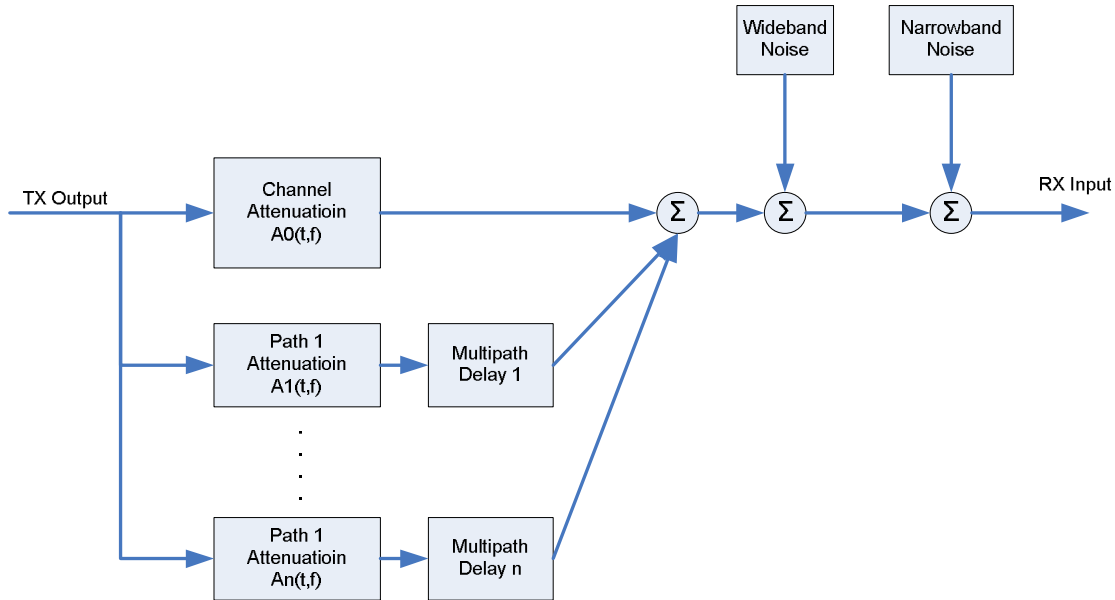 Wideband
Noise
Narrowband
Noise
TX Output
Channel
Attenuatioin
A0(t,f)
Σ
Σ
Σ
RX Input
Path 1
Attenuatioin
A1(t,f)
Multipath
Delay 1
Path 1
Attenuatioin
An(t,f)
Multipath
Delay n